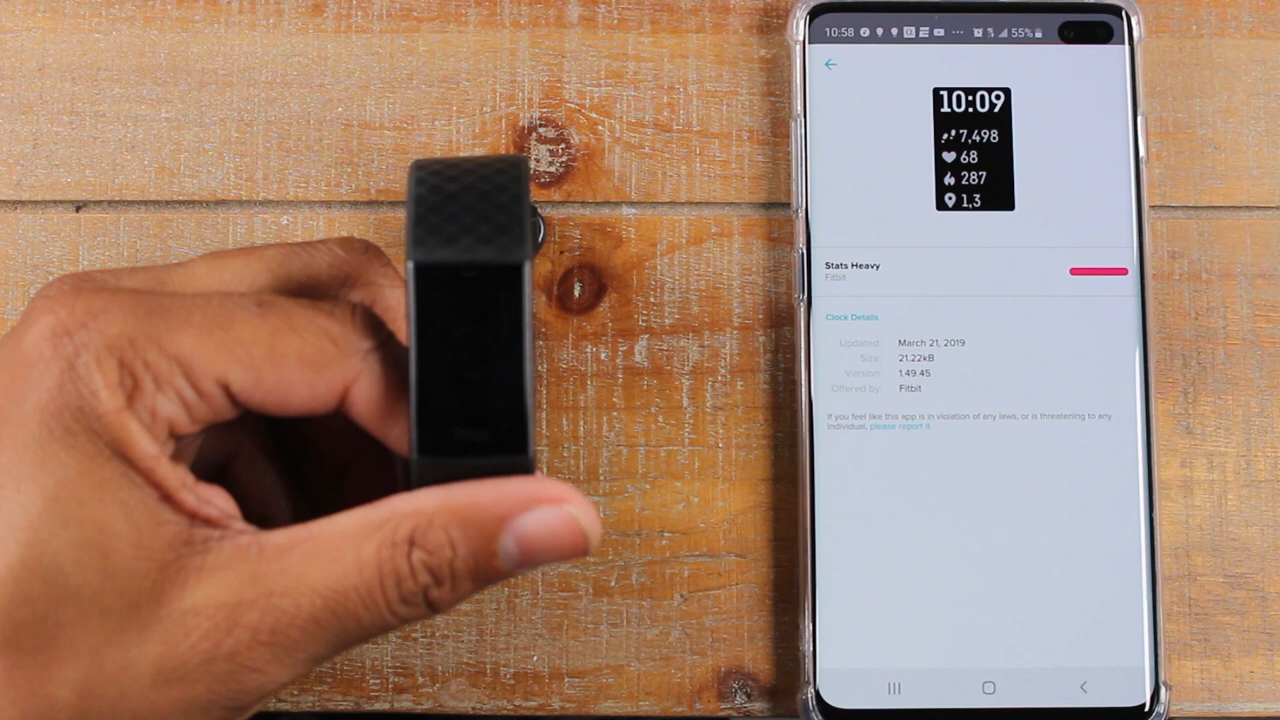 10:58 55%
10:09
7,498
68
287
1,3
Stats Heavy
Fitbit
Clock Details
Updated: March 21, 2019
Size: 21.22kB
Version: 1.49.45
Offered by: Fitbit
If you feel like this app is in violation of any laws, or is threatening to any
individual, please report it.